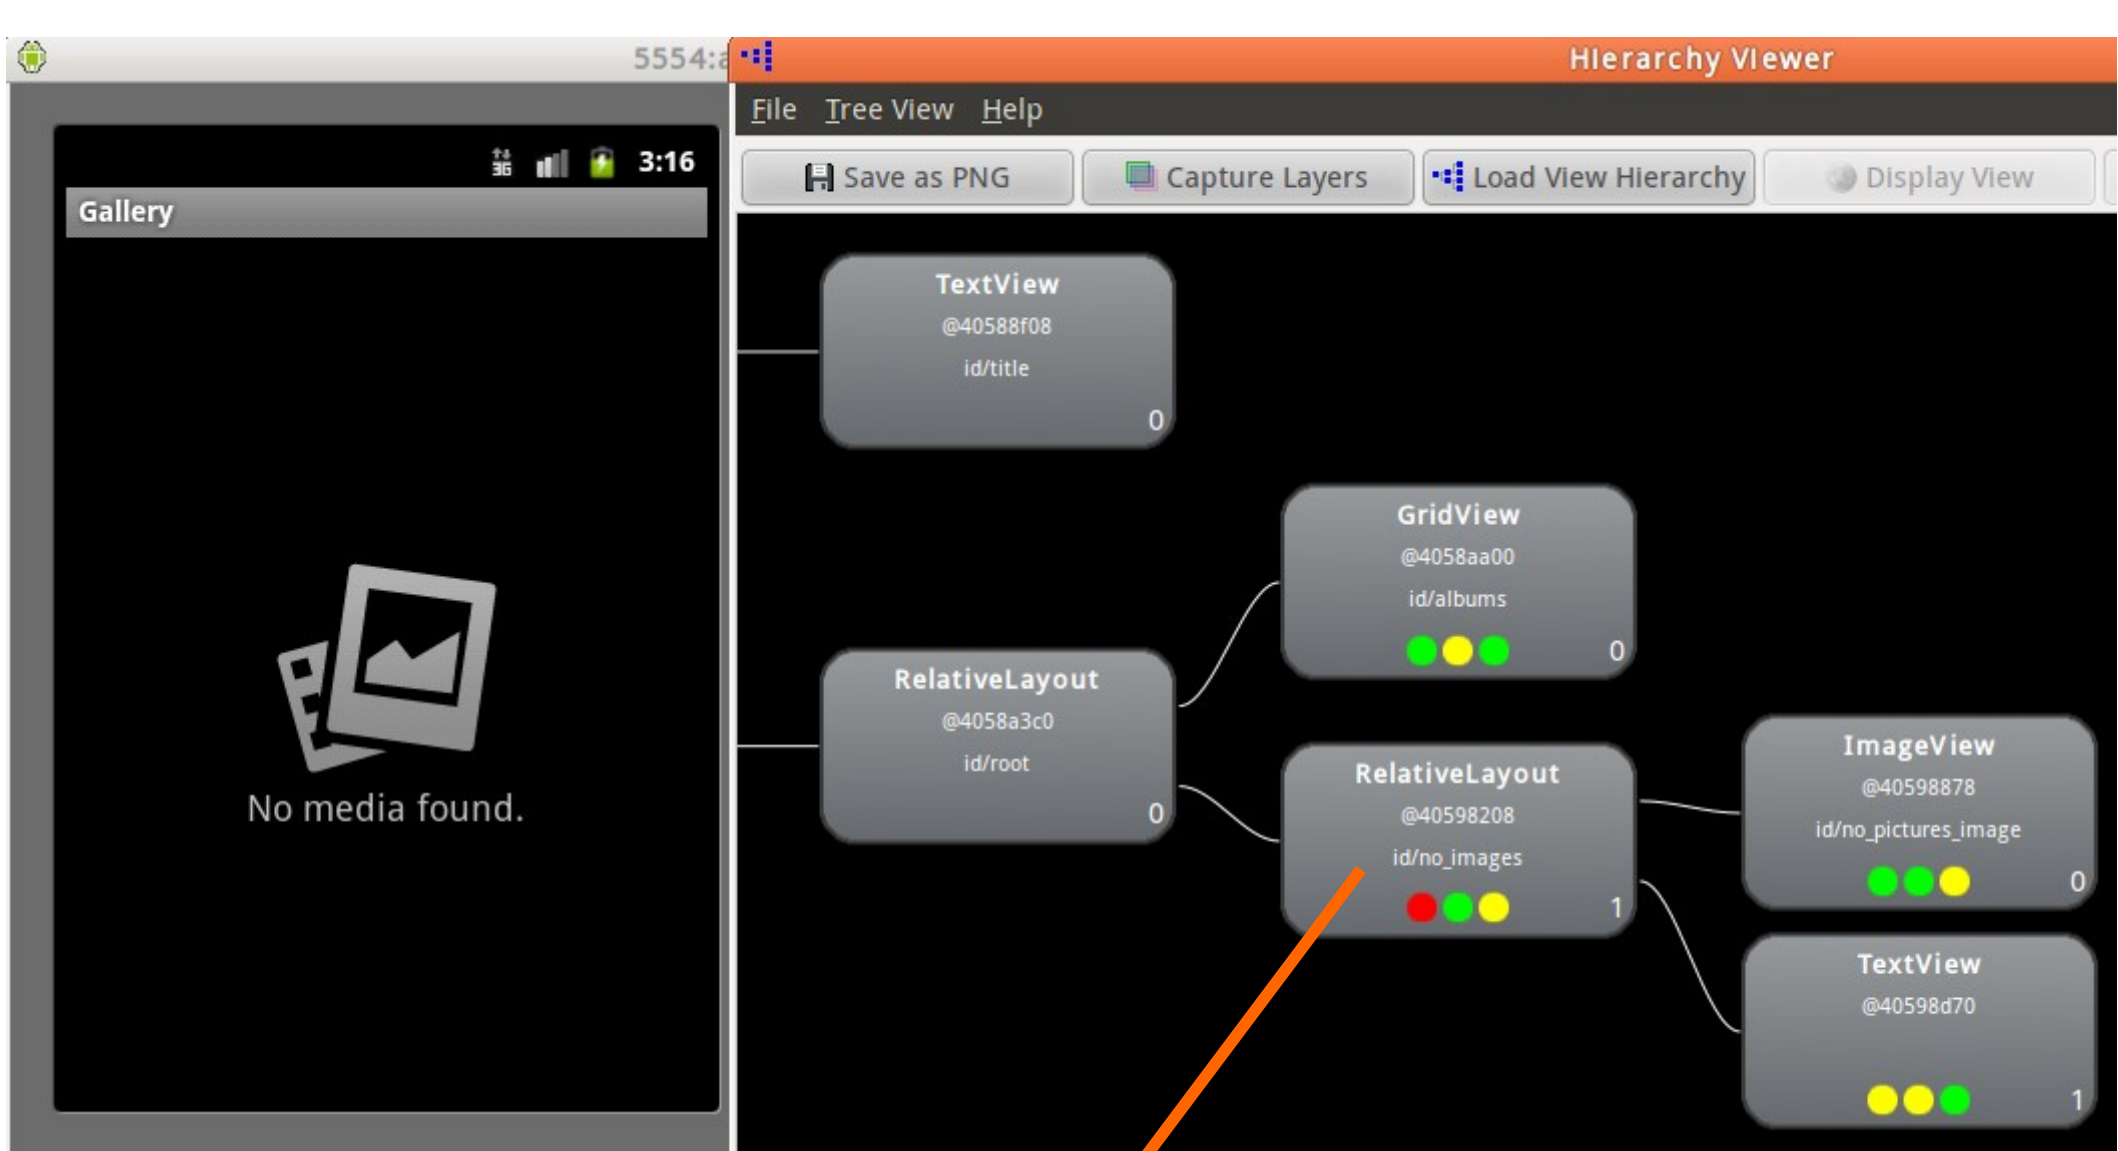 5554:
3G
3:16
Gallery
No media found.
Hierarchy Viewer
File Tree View Help
Save as PNG
Capture Layers
Load View Hierarchy
Display View
TextView
@40588f08
id/title
0
GridView
@4058aa00
id/albums
0
RelativeLayout
@4058a3c0
id/root
0
RelativeLayout
@40598208
id/no_images
1
ImageView
@40598878
id/no_pictures_image
0
TextView
@40598d70
1